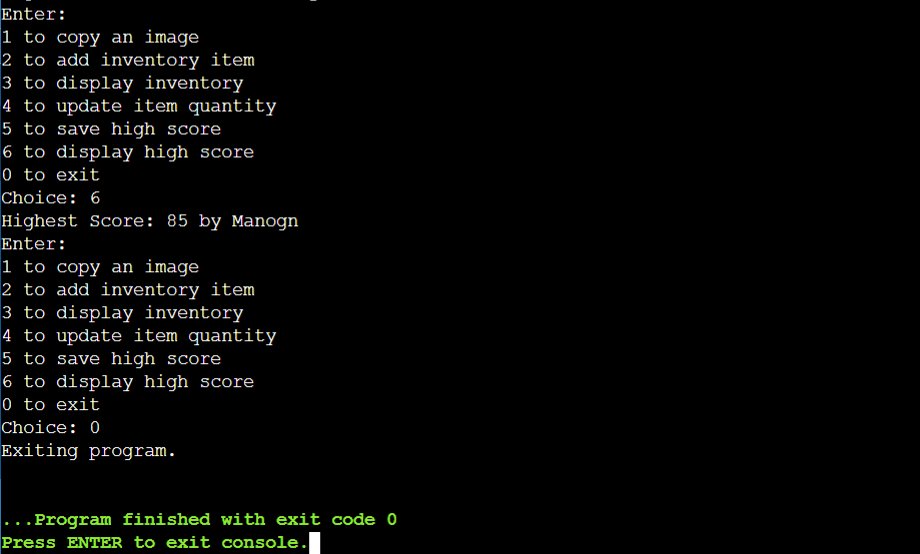 Enter:
1 to copy an image
2 to add inventory item
3 to display inventory
4 to update item quantity
5 to save high score
6 to display high score
0 to exit
Choice: 6
Highest Score: 85 by Manogn
Enter:
1 to copy an image
2 to add inventory item
3 to display inventory
4 to update item quantity
5 to save high score
6 to display high score
0 to exit
Choice: 0
Exiting program.
...Program finished with exit code 0
Press ENTER to exit console.